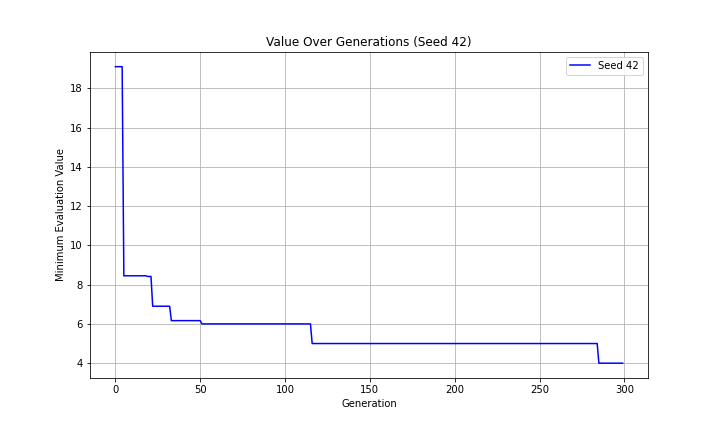 Value Over Generations (Seed 42)
Seed 42
Minimum Evaluation Value
18
16
14
12
10
8
6
4
0 50 100 150 200 250 300
Generation